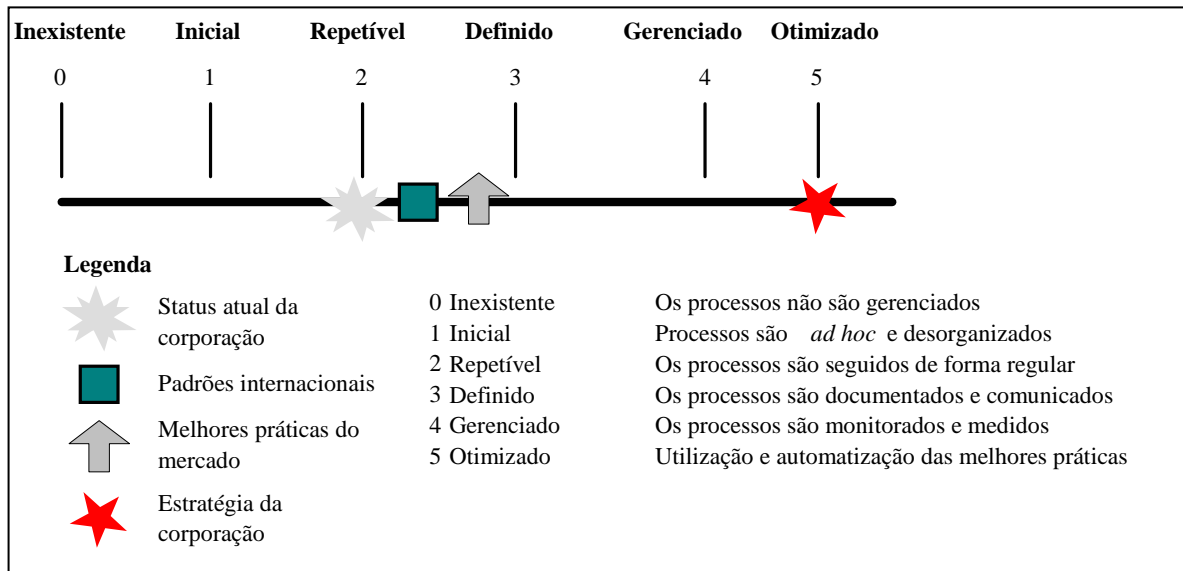 Inexistente Inicial Repetível Definido Gerenciado Otimizado
0 1 2 3 4 5
Legenda
Status atual da
corporação
Padrões internacionais
Melhores práticas do
mercado
Estratégia da
corporação
0 Inexistente Os processos não são gerenciados
1 Inicial Processos são ad hoc e desorganizados
2 Repetível Os processos são seguidos de forma regular
3 Definido Os processos são documentados e comunicados
4 Gerenciado Os processos são monitorados e medidos
5 Otimizado Utilização e automatização das melhores práticas